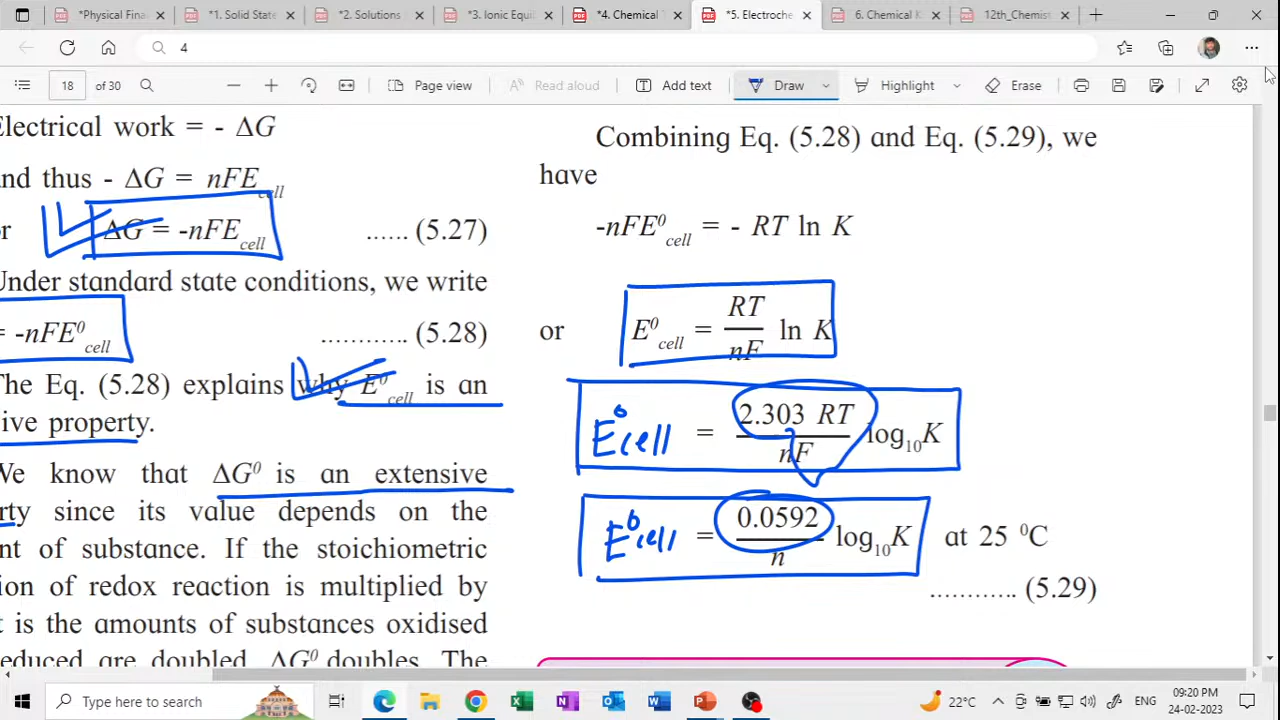 *Physical Fina
*1. Solid State
*2. Solutions
*3. Ionic Equil
*4. Chemical T
*5. Electroche
6. Chemical K
12th_Chemist
4
18 of 30
Page view
Read aloud
Add text
Draw
Highlight
Erase
Electrical work = - ΔG
and thus - ΔG = nFE cell
or ΔG = -nFE cell ...... (5.27)
Under standard state conditions, we write
= -nFE⁰ cell ............ (5.28)
The Eq. (5.28) explains why E⁰ cell is an
ive property.
We know that ΔG⁰ is an extensive
rty since its value depends on the
nt of substance. If the stoichiometric
ion of redox reaction is multiplied by
t is the amounts of substances oxidised
reduced are doubled, ΔG⁰ doubles. The
Combining Eq. (5.28) and Eq. (5.29), we
have
-nFE⁰ cell = - RT ln K
or E⁰ cell = RT/nF ln K
E⁰cell = 2.303 RT/nF log₁₀K
E⁰cell = 0.0592/n log₁₀K at 25 ⁰C
............ (5.29)
Type here to search
22°C
09:20 PM
24-02-2023